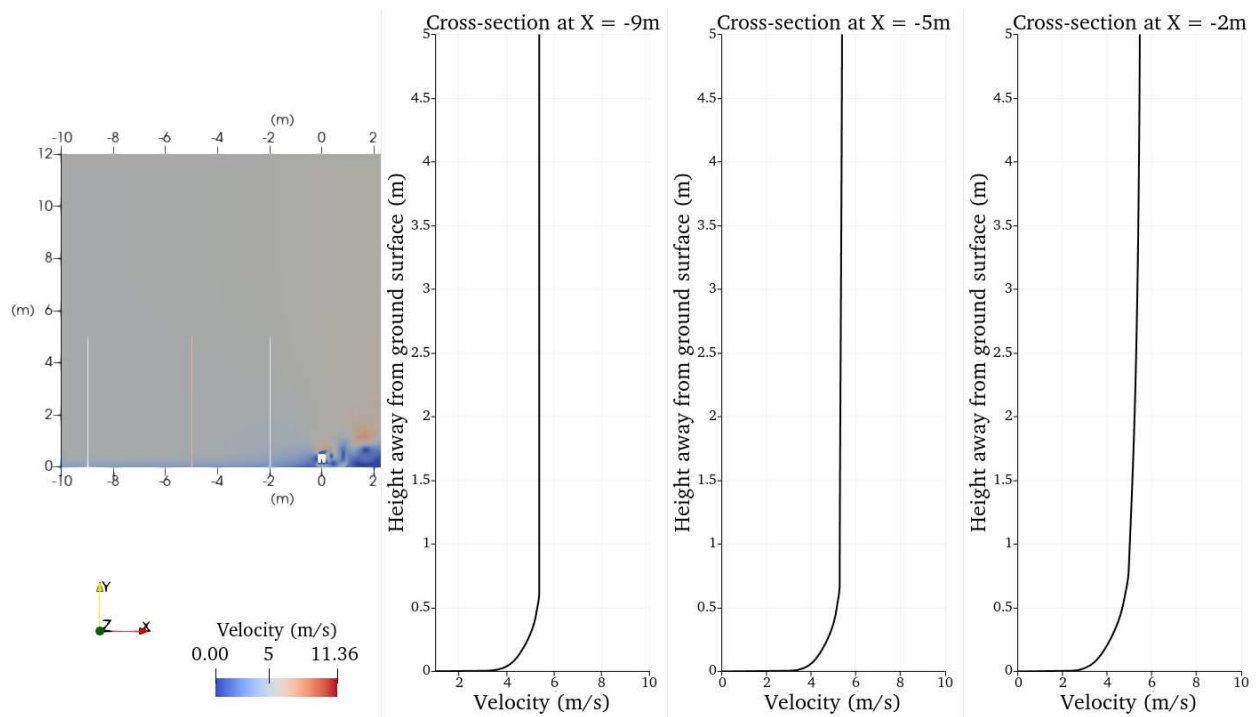 Cross-section at X = -9m
Cross-section at X = -5m
Cross-section at X = -2m
(m)
-10 -8 -6 -4 -2 0 2
12
10
8
(m) 6
4
2
0
-10 -8 -6 -4 -2 0 2
(m)
Y
Z X
Velocity (m/s)
0.00 5 11.36
Height away from ground surface (m)
5
4.5
4
3.5
3
2.5
2
1.5
1
0.5
0
2 4 6 8 10
Velocity (m/s)
Height away from ground surface (m)
5
4.5
4
3.5
3
2.5
2
1.5
1
0.5
0
0 2 4 6 8 10
Velocity (m/s)
Height away from ground surface (m)
5
4.5
4
3.5
3
2.5
2
1.5
1
0.5
0
0 2 4 6 8 10
Velocity (m/s)